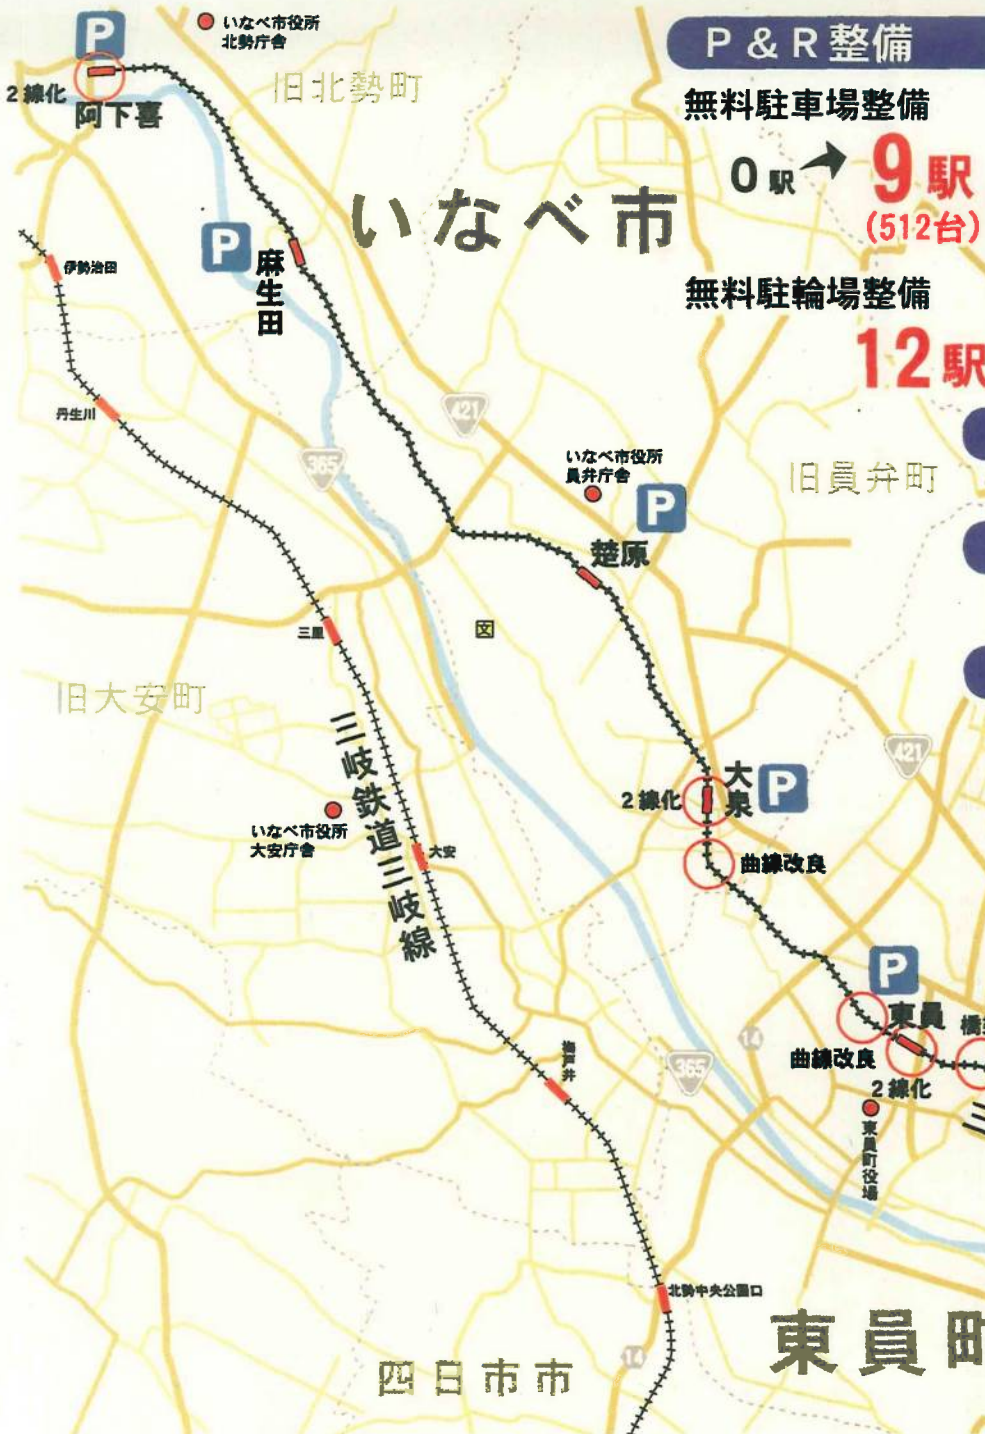 P
いなべ市役所
北勢庁舎
P & R 整備
2線化
阿下喜
旧北勢町
無料駐車場整備
0駅
9駅
(512台)
いなべ市
P
麻生田
伊勢治田
無料駐輪場整備
12駅
丹生川
421
365
いなべ市役所
員弁庁舎
P
旧員弁町
楚原
文
三里
旧大安町
三岐鉄道三岐線
421
大泉
P
2線化
いなべ市役所
大安庁舎
大安
曲線改良
P
東員
橋
14
曲線改良
梅戸井
365
2線化
三
東員町役場
北勢中央公園口
東員町
14
四日市市